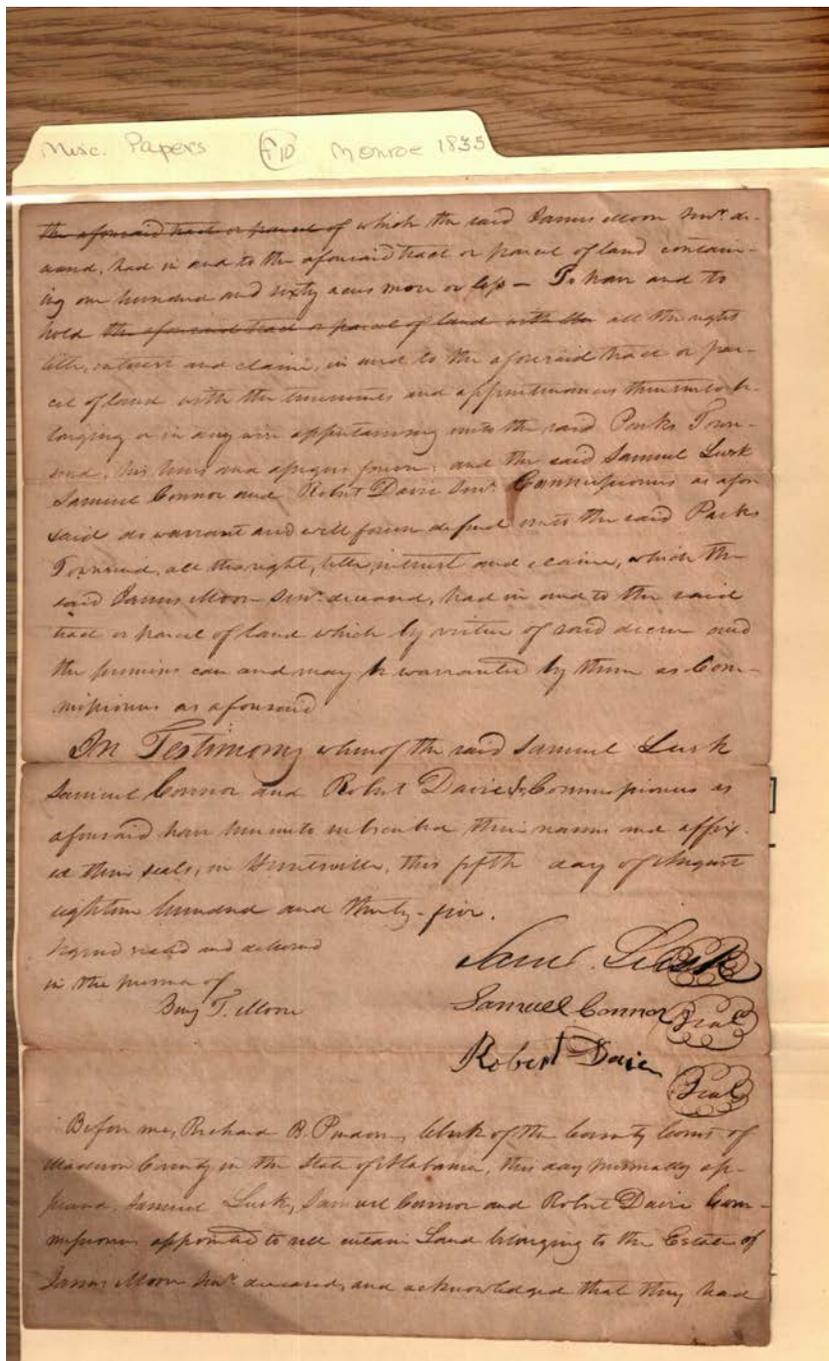 Misc. Papers F10 Monroe 1835
the aforesaid tract or parcel of which the said James Moon Senr. de-
ceased, had in and to the aforesaid tract or parcel of land contain-
ing one hundred and sixty acres more or less – To have and to
hold the aforesaid tract or parcel of land with the all the right
title, interest and claim, in and to the aforesaid tract or par-
cel of land with the tenements and appurtenances thereunto be-
longing or in any wise appertaining unto the said Parks Town-
send, his heirs and assigns forever; and the said Samuel Lusk
Samuel Connor and Robert Davie Senr. Commissioners as afore
said do warrant and will forever defend unto the said Parks
Townsend, all the right, title, interest and claim, which the
said James Moon Senr. deceased, had in and to the said
tract or parcel of land which by virtue of said decree and
the premises can and may be warranted by them as Com-
missioners as aforesaid
In Testimony whereof the said Samuel Lusk
Samuel Connor and Robert Davie Commissioners as
aforesaid have hereunto subscribed their names and affix-
ed their seals, in Huntsville, this fifth day of August
eighteen hundred and thirty-five.
Signed sealed and delivered
in the presence of
Benj T. Moore
Saml. Lusk
Samuel Connor Seal
Robert Davie
Seal
Before me, Richard B. Purdom, Clerk of the County Court of
Madison County in the State of Alabama, this day personally ap-
peared, Samuel Lusk, Samuel Connor and Robert Davie Com-
missioners appointed to sell certain Land belonging to the Estate of
James Moon Senr. deceased, and acknowledged that they had